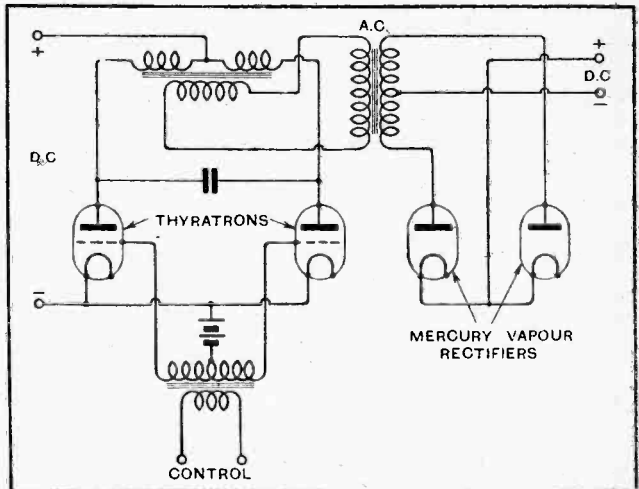 A.C.
+
+
D.C
−
D.C
THYRATRONS
−
MERCURY VAPOUR
RECTIFIERS
CONTROL